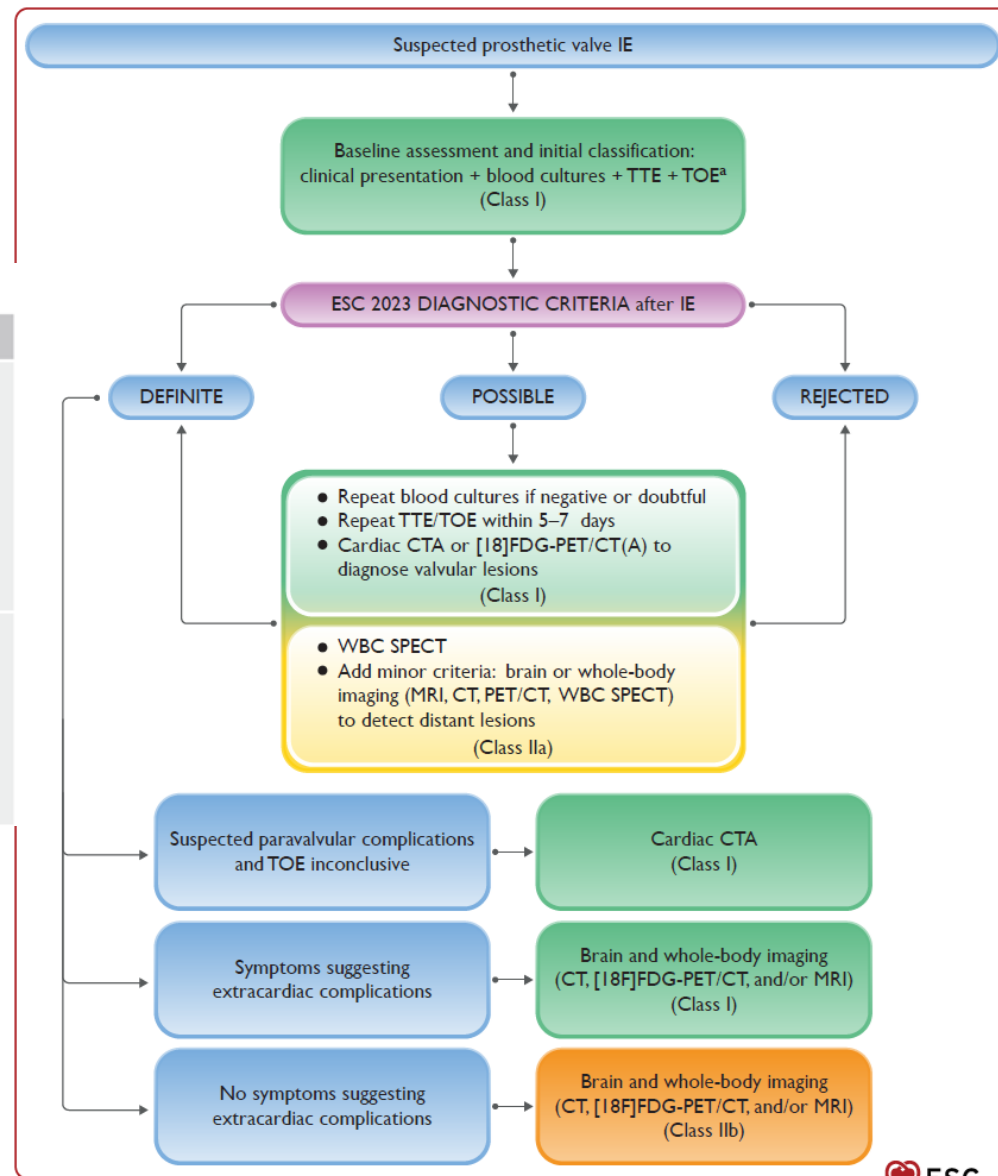 Suspected prosthetic valve IE
Baseline assessment and initial classification:
clinical presentation + blood cultures + TTE + TOEᵃ
(Class I)
ESC 2023 DIAGNOSTIC CRITERIA after IE
DEFINITE
POSSIBLE
REJECTED
● Repeat blood cultures if negative or doubtful
● Repeat TTE/TOE within 5–7 days
● Cardiac CTA or [18]FDG-PET/CT(A) to
diagnose valvular lesions
(Class I)
● WBC SPECT
● Add minor criteria: brain or whole-body
imaging (MRI, CT, PET/CT, WBC SPECT)
to detect distant lesions
(Class IIa)
Suspected paravalvular complications
and TOE inconclusive
Cardiac CTA
(Class I)
Symptoms suggesting
extracardiac complications
Brain and whole-body imaging
(CT, [18F]FDG-PET/CT, and/or MRI)
(Class I)
No symptoms suggesting
extracardiac complications
Brain and whole-body imaging
(CT, [18F]FDG-PET/CT, and/or MRI)
(Class IIb)
ESC